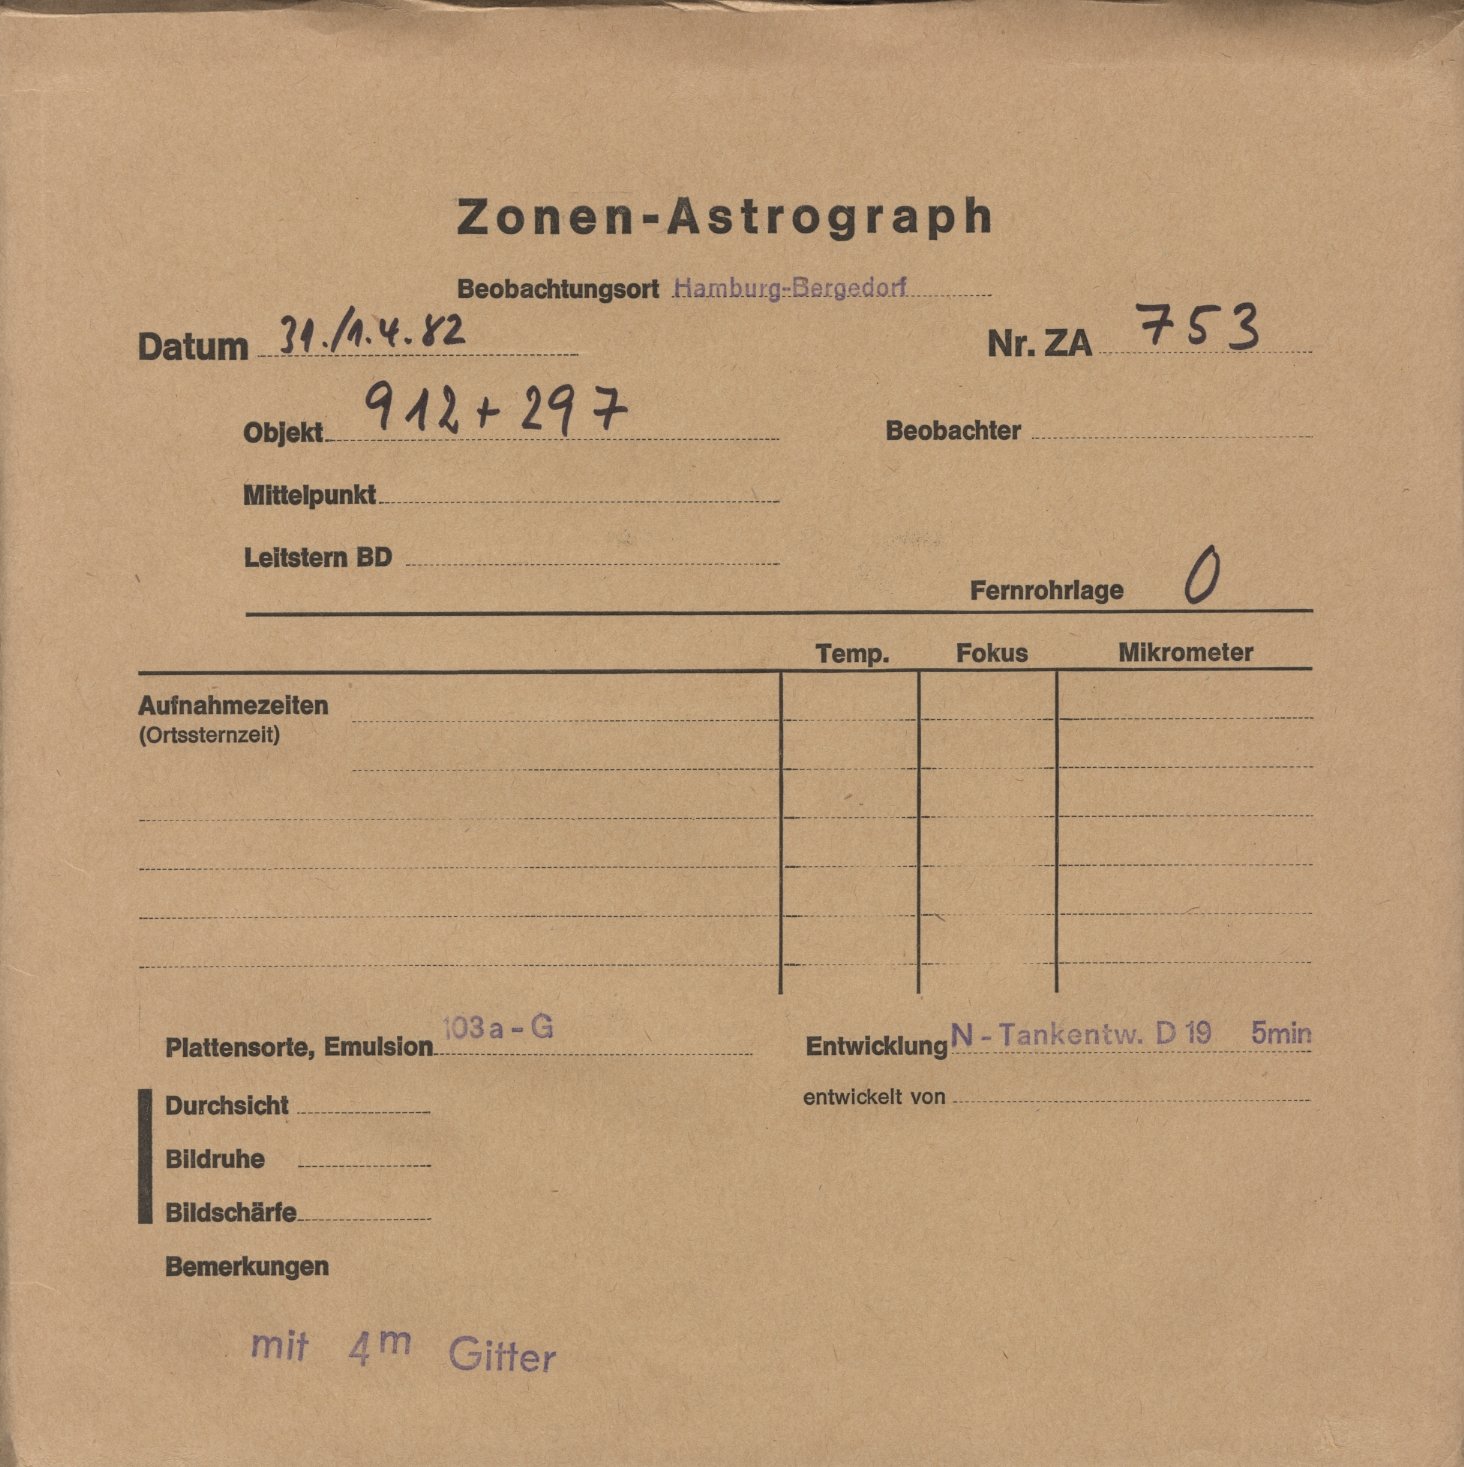 Zonen-Astrograph
Beobachtungsort Hamburg-Bergedorf
Datum 31./1.4.82 Nr. ZA 753
Objekt 912+297 Beobachter
Mittelpunkt
Leitstern BD
Fernrohrlage O
Temp. Fokus Mikrometer
Aufnahmezeiten
(Ortssternzeit)
Plattensorte, Emulsion 103a-G Entwicklung N-Tankentw. D19 5min
Durchsicht entwickelt von
Bildruhe
Bildschärfe
Bemerkungen
mit 4m Gitter